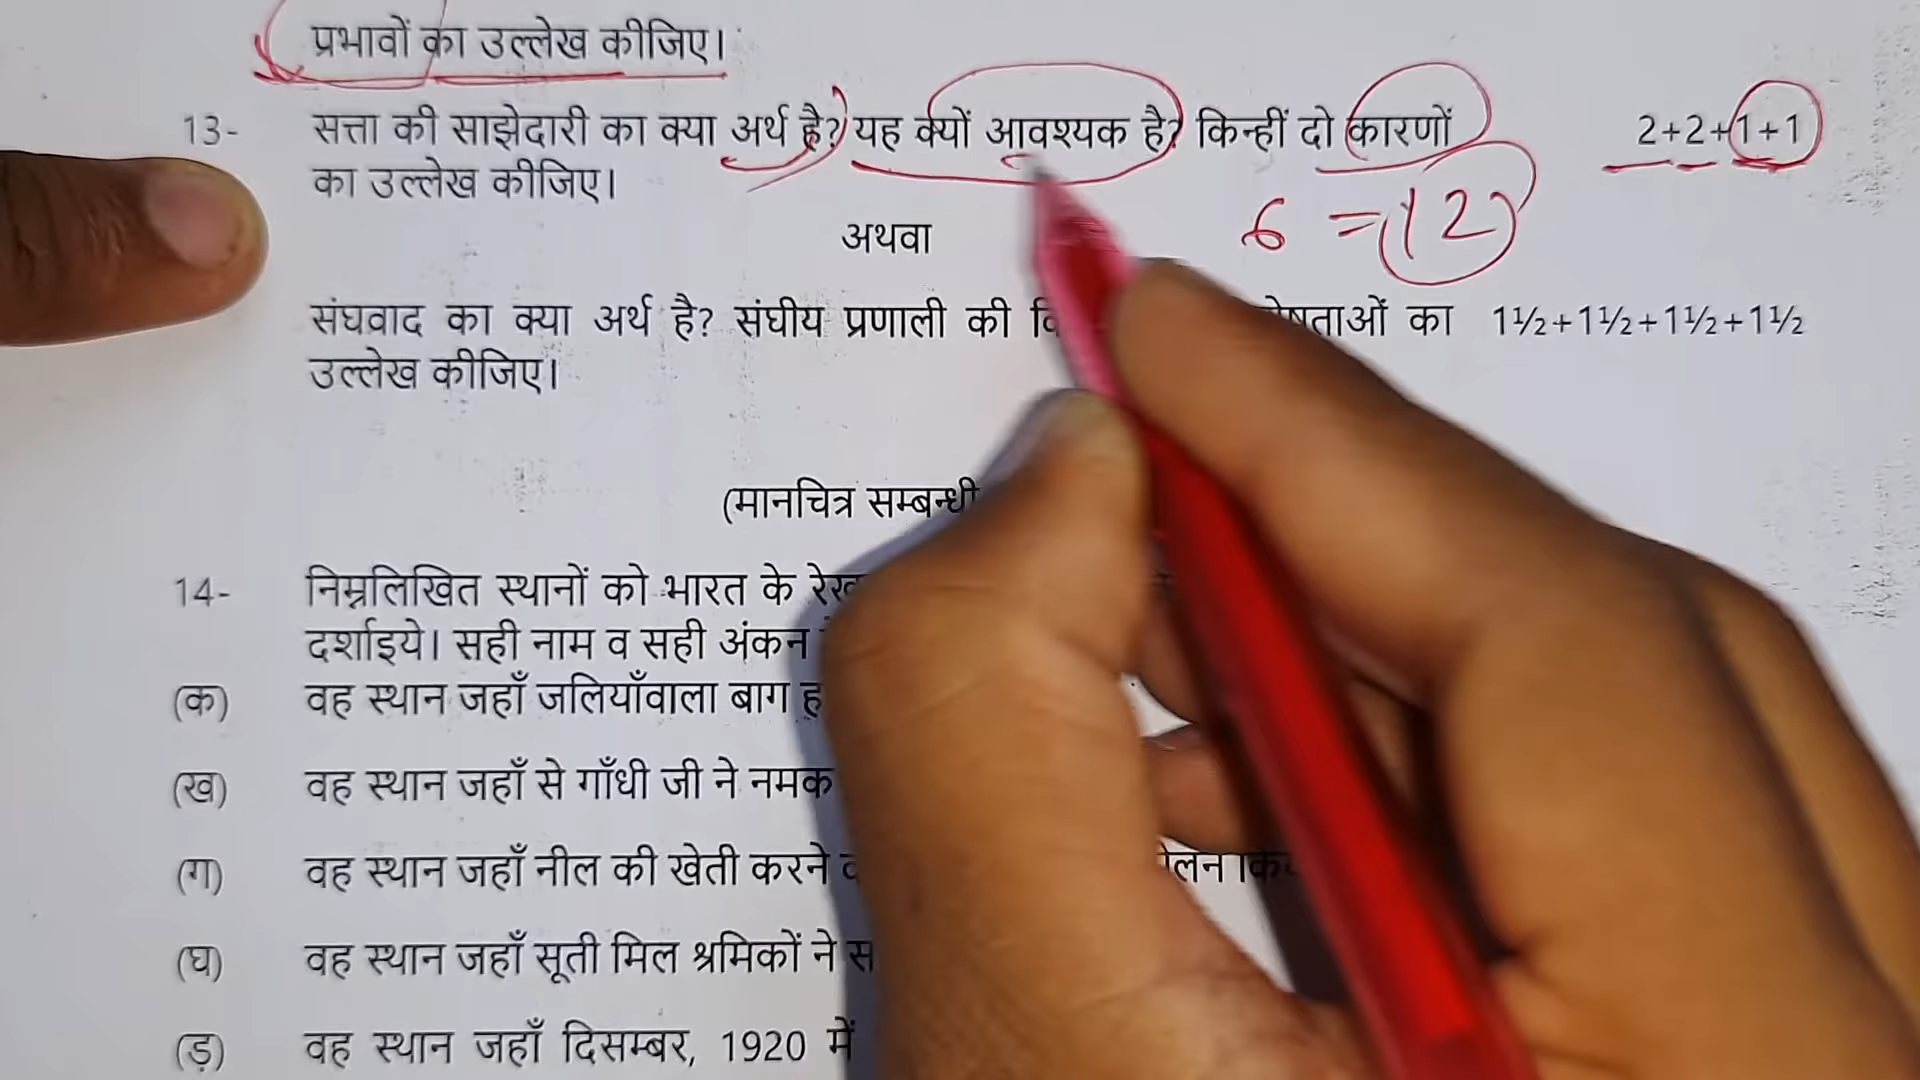 प्रभावों का उल्लेख कीजिए।
13- सत्ता की साझेदारी का क्या अर्थ है? यह क्यों आवश्यक है? किन्हीं दो कारणों 2+2+1+1
का उल्लेख कीजिए।
6 = 12
अथवा
संघवाद का क्या अर्थ है? संघीय प्रणाली की का 1½+1½+1½+1½
उल्लेख कीजिए।
(मानचित्र सम्बन्धी
14- निम्नलिखित स्थानों को भारत के
दर्शाइये। सही नाम व सही अंकन
(क) वह स्थान जहाँ जलियाँवाला बाग
(ख) वह स्थान जहाँ से गाँधी जी ने नमक
(ग) वह स्थान जहाँ नील की खेती करने
(घ) वह स्थान जहाँ सूती मिल श्रमिकों ने
(ड़) वह स्थान जहाँ दिसम्बर, 1920 में